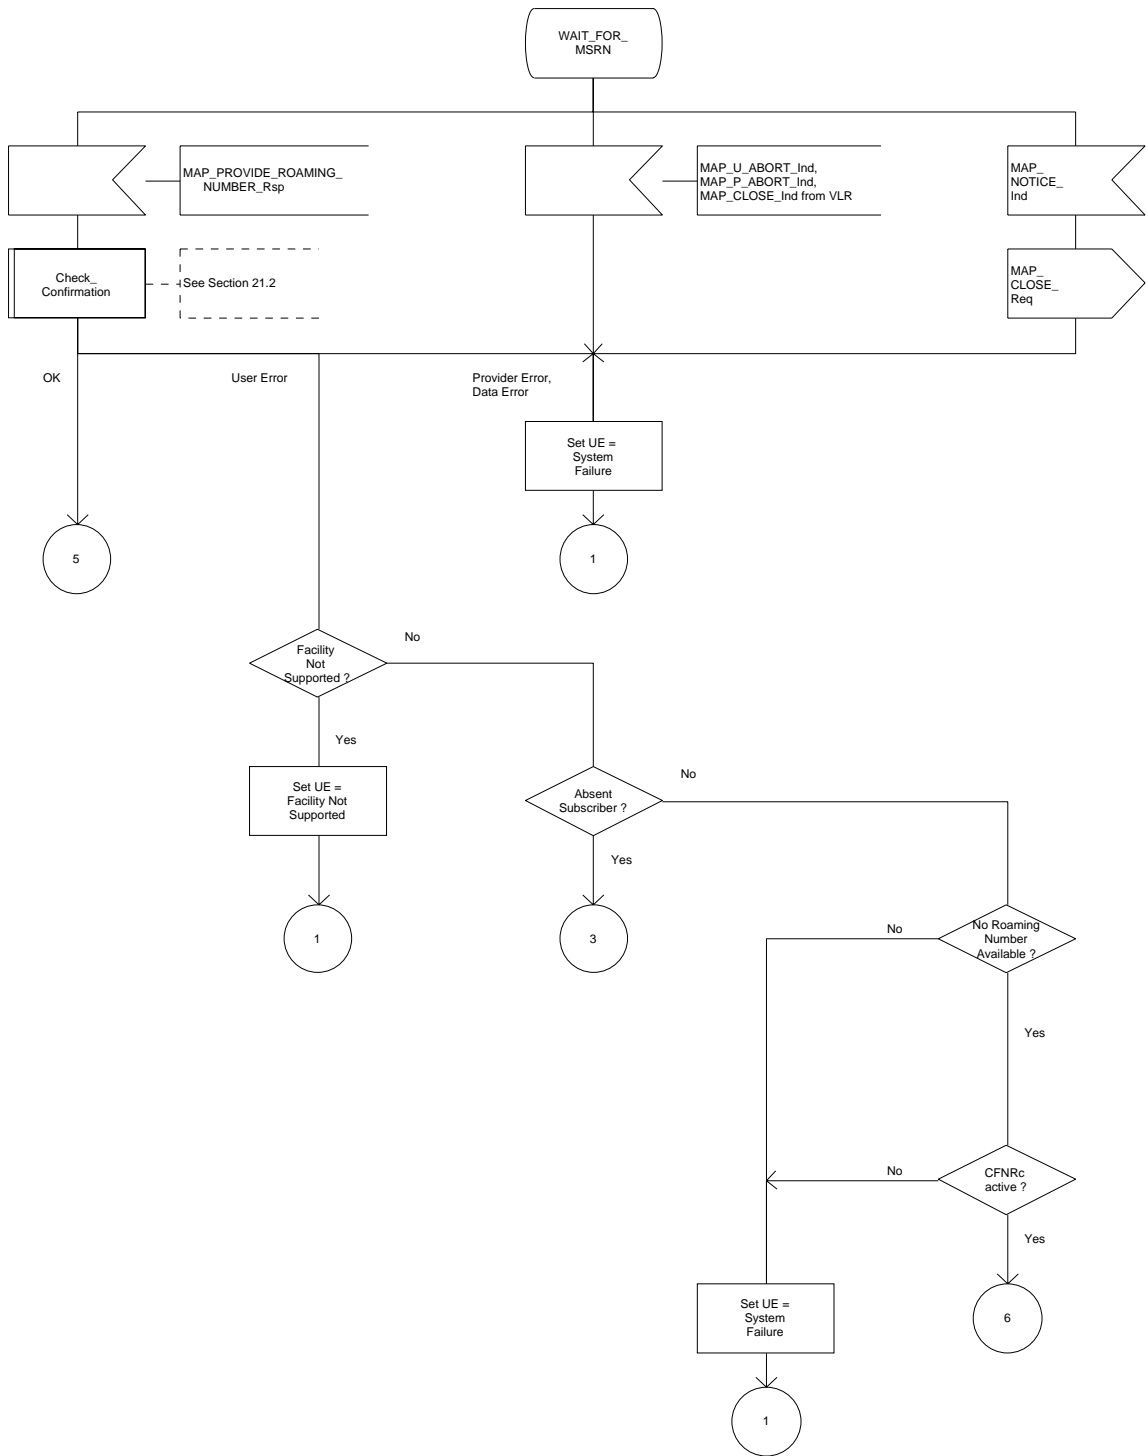 WAIT_FOR_
MSRN
MAP_PROVIDE_ROAMING_
NUMBER_Rsp
MAP_U_ABORT_Ind,
MAP_P_ABORT_Ind,
MAP_CLOSE_Ind from VLR
MAP_
NOTICE_
Ind
Check_
Confirmation
See Section 21.2
MAP_
CLOSE_
Req
OK
User Error
Provider Error,
Data Error
Set UE =
System
Failure
5
1
Facility
Not
Supported ?
No
Yes
Set UE =
Facility Not
Supported
Absent
Subscriber ?
No
Yes
1
3
No Roaming
Number
Available ?
No
Yes
CFNRc
active ?
No
Yes
Set UE =
System
Failure
6
1